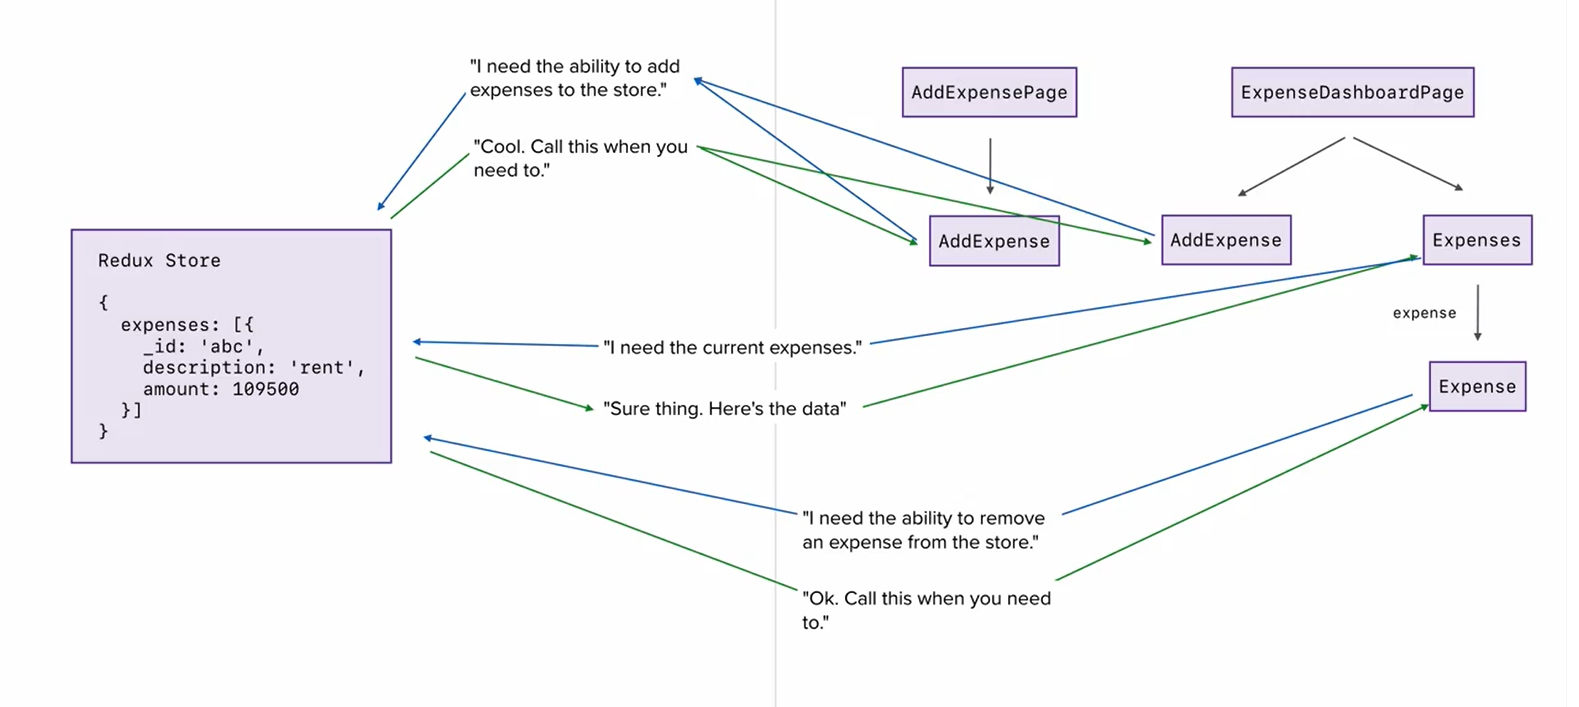 "I need the ability to add
expenses to the store."
"Cool. Call this when you
need to."
AddExpensePage
ExpenseDashboardPage
AddExpense
AddExpense
Expenses
Redux Store
{
  expenses: [{
    _id: 'abc',
    description: 'rent',
    amount: 109500
  }]
}
expense
"I need the current expenses."
"Sure thing. Here's the data"
Expense
"I need the ability to remove
an expense from the store."
"Ok. Call this when you need
to."